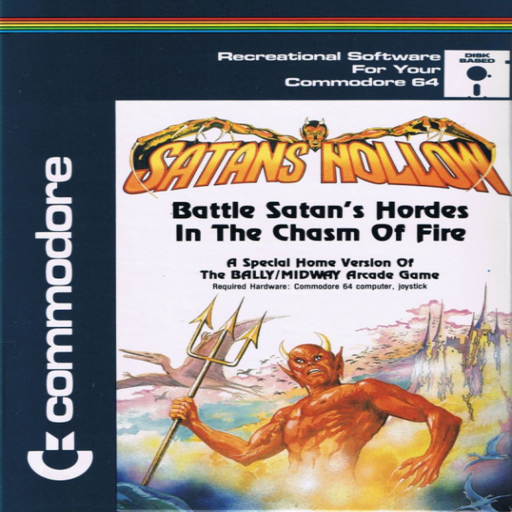 Recreational Software
For Your
Commodore 64
DISK
BASED
SATANS HOLLOW
Battle Satan's Hordes
In The Chasm Of Fire
A Special Home Version Of
The BALLY/MIDWAY Arcade Game
Required Hardware: Commodore 64 computer, joystick
commodore